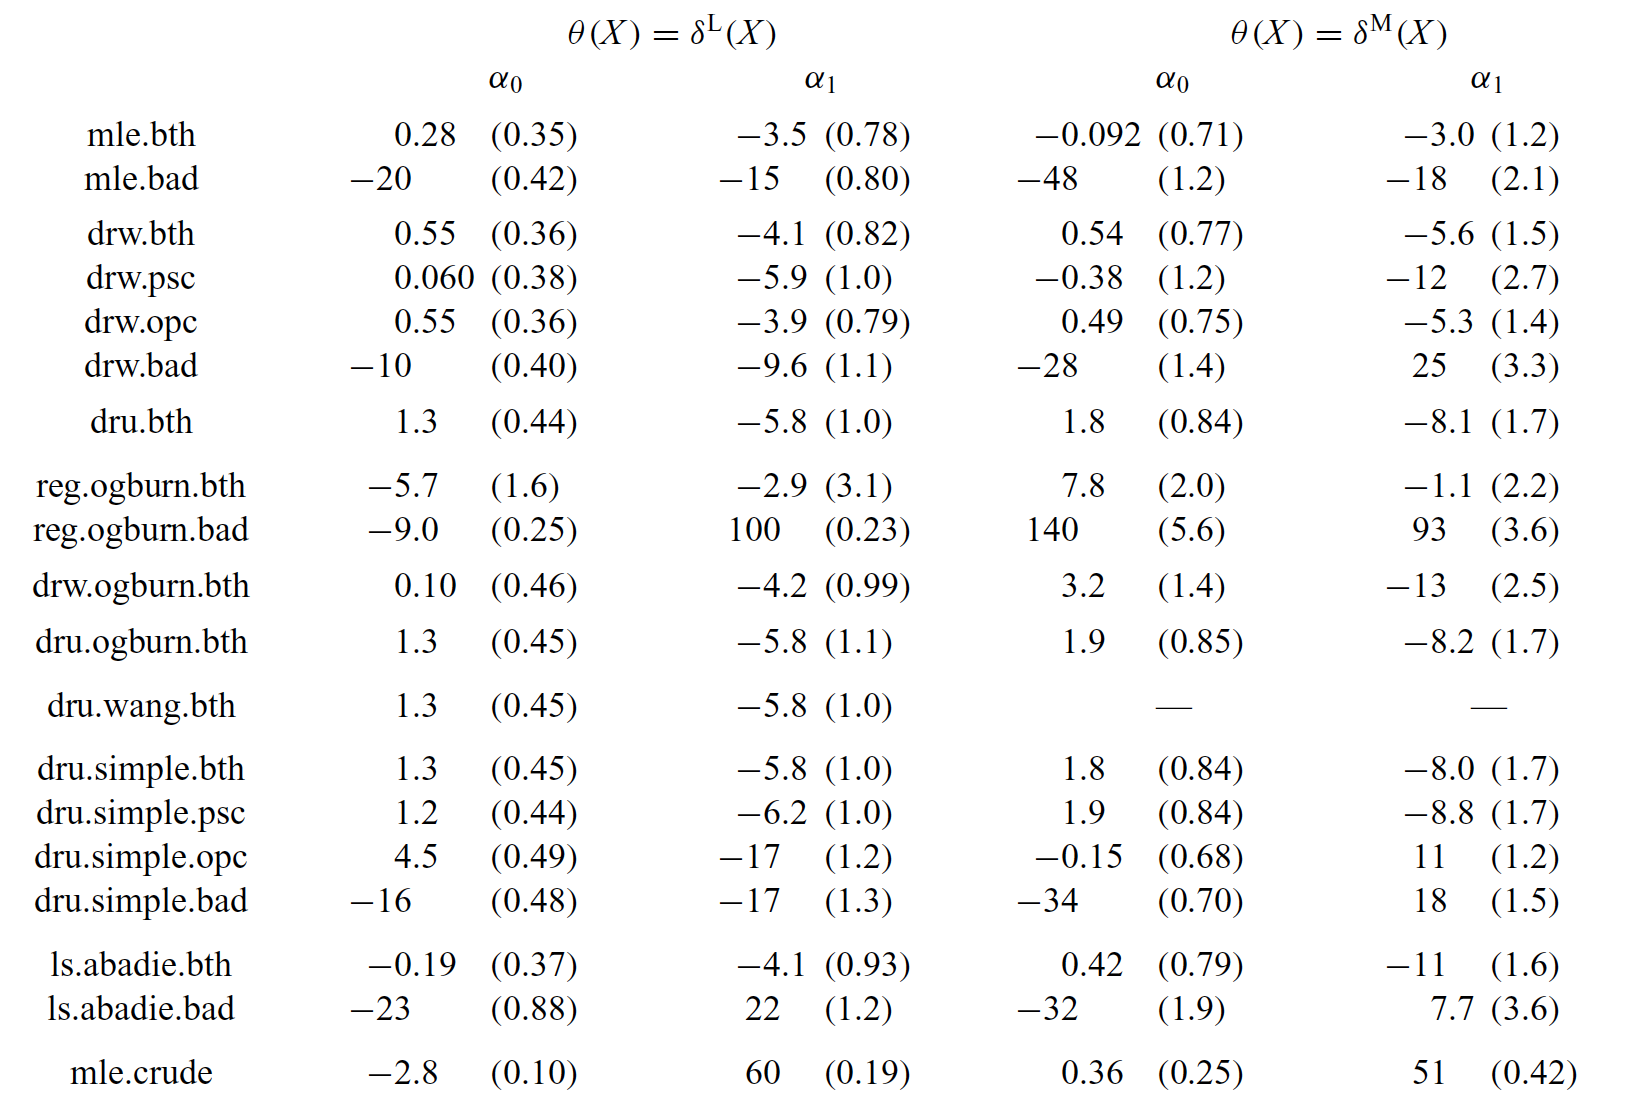 θ(X) = δᴸ(X) θ(X) = δᴹ(X)
α₀ α₁ α₀ α₁
mle.bth 0.28 (0.35) −3.5 (0.78) −0.092 (0.71) −3.0 (1.2)
mle.bad −20 (0.42) −15 (0.80) −48 (1.2) −18 (2.1)
drw.bth 0.55 (0.36) −4.1 (0.82) 0.54 (0.77) −5.6 (1.5)
drw.psc 0.060 (0.38) −5.9 (1.0) −0.38 (1.2) −12 (2.7)
drw.opc 0.55 (0.36) −3.9 (0.79) 0.49 (0.75) −5.3 (1.4)
drw.bad −10 (0.40) −9.6 (1.1) −28 (1.4) 25 (3.3)
dru.bth 1.3 (0.44) −5.8 (1.0) 1.8 (0.84) −8.1 (1.7)
reg.ogburn.bth −5.7 (1.6) −2.9 (3.1) 7.8 (2.0) −1.1 (2.2)
reg.ogburn.bad −9.0 (0.25) 100 (0.23) 140 (5.6) 93 (3.6)
drw.ogburn.bth 0.10 (0.46) −4.2 (0.99) 3.2 (1.4) −13 (2.5)
dru.ogburn.bth 1.3 (0.45) −5.8 (1.1) 1.9 (0.85) −8.2 (1.7)
dru.wang.bth 1.3 (0.45) −5.8 (1.0) — —
dru.simple.bth 1.3 (0.45) −5.8 (1.0) 1.8 (0.84) −8.0 (1.7)
dru.simple.psc 1.2 (0.44) −6.2 (1.0) 1.9 (0.84) −8.8 (1.7)
dru.simple.opc 4.5 (0.49) −17 (1.2) −0.15 (0.68) 11 (1.2)
dru.simple.bad −16 (0.48) −17 (1.3) −34 (0.70) 18 (1.5)
ls.abadie.bth −0.19 (0.37) −4.1 (0.93) 0.42 (0.79) −11 (1.6)
ls.abadie.bad −23 (0.88) 22 (1.2) −32 (1.9) 7.7 (3.6)
mle.crude −2.8 (0.10) 60 (0.19) 0.36 (0.25) 51 (0.42)